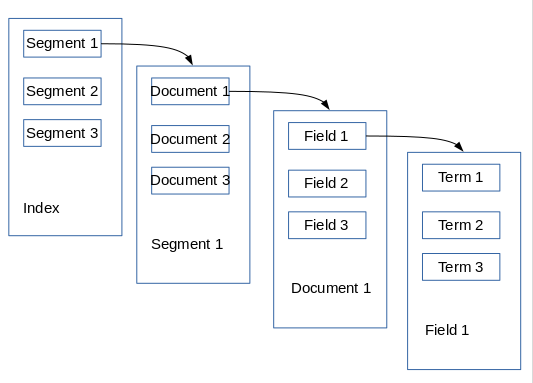 Segment 1
Segment 2
Segment 3
Index
Document 1
Document 2
Document 3
Segment 1
Field 1
Field 2
Field 3
Document 1
Term 1
Term 2
Term 3
Field 1